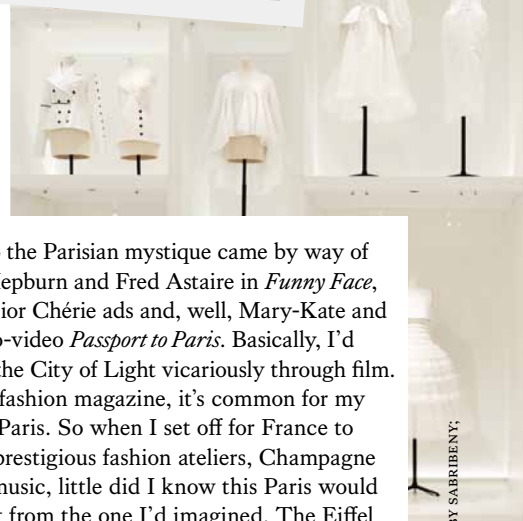 the Parisian mystique came by way of
Hepburn and Fred Astaire in Funny Face,
Dior Chérie ads and, well, Mary-Kate and
-video Passport to Paris. Basically, I’d
the City of Light vicariously through film.
fashion magazine, it’s common for my
Paris. So when I set off for France to
prestigious fashion ateliers, Champagne
music, little did I know this Paris would
from the one I’d imagined. The Eiffel
BY SABRIBENY;